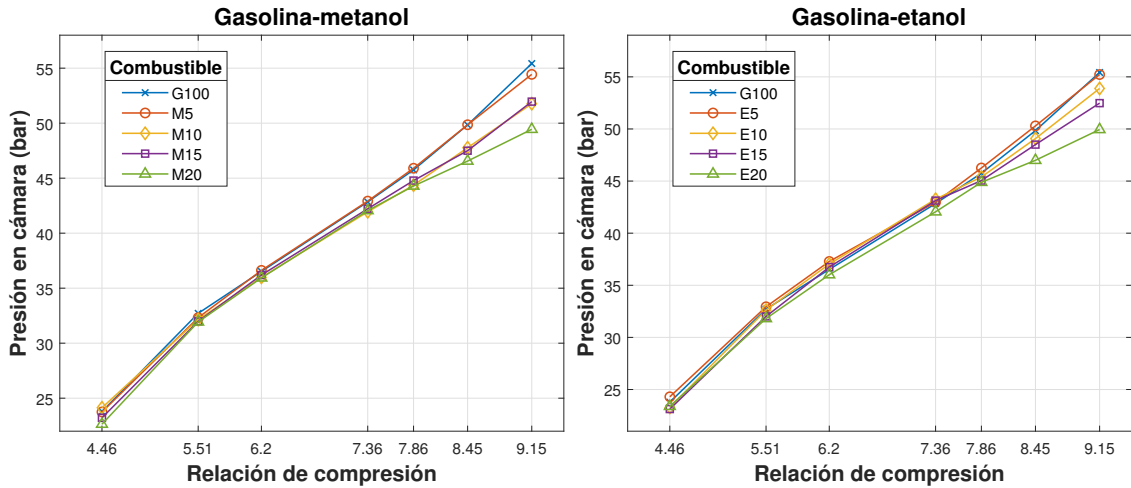 Gasolina-metanol
Presión en cámara (bar)
55
50
45
40
35
30
25
Combustible
G100
M5
M10
M15
M20
4.46 5.51 6.2 7.36 7.86 8.45 9.15
Relación de compresión
Gasolina-etanol
Presión en cámara (bar)
55
50
45
40
35
30
25
Combustible
G100
E5
E10
E15
E20
4.46 5.51 6.2 7.36 7.86 8.45 9.15
Relación de compresión